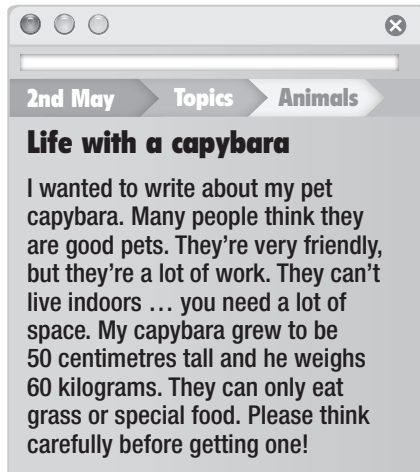 2nd May Topics Animals
Life with a capybara
I wanted to write about my pet
capybara. Many people think they
are good pets. They're very friendly,
but they're a lot of work. They can't
live indoors … you need a lot of
space. My capybara grew to be
50 centimetres tall and he weighs
60 kilograms. They can only eat
grass or special food. Please think
carefully before getting one!